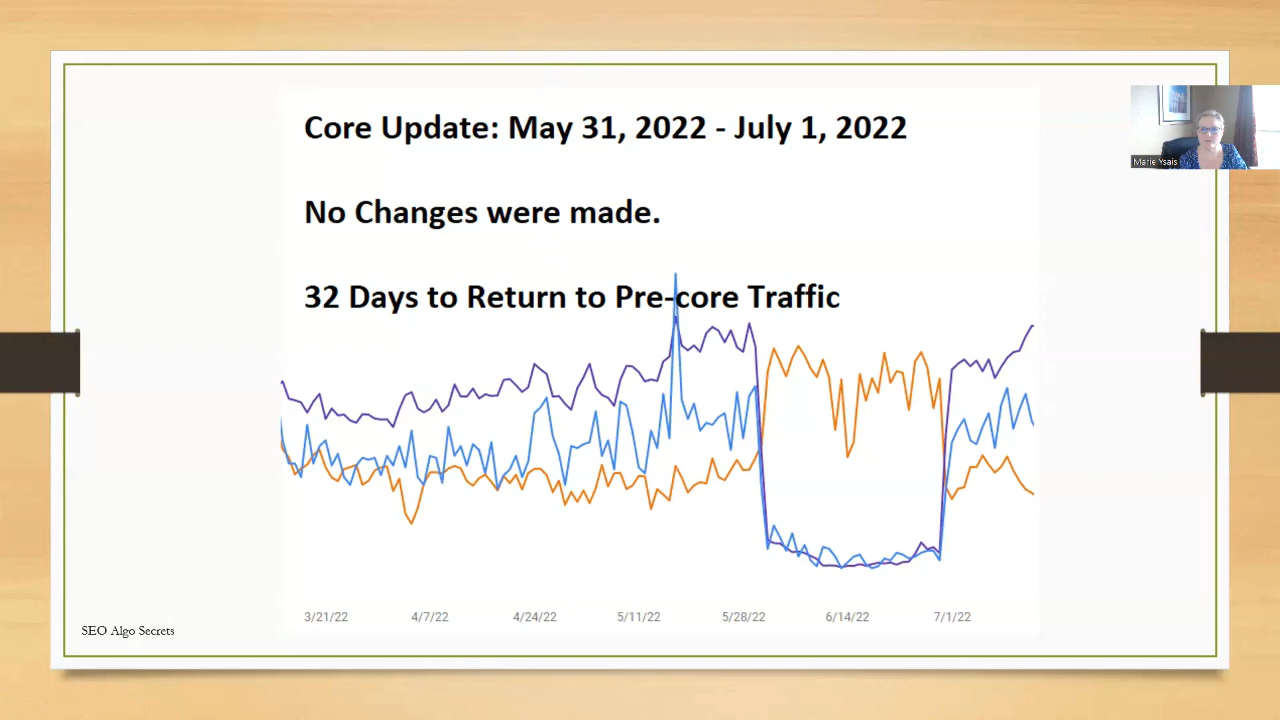 Core Update: May 31, 2022 - July 1, 2022
Marie Ysais
No Changes were made.
32 Days to Return to Pre-core Traffic
3/21/22 4/7/22 4/24/22 5/11/22 5/28/22 6/14/22 7/1/22
SEO Algo Secrets